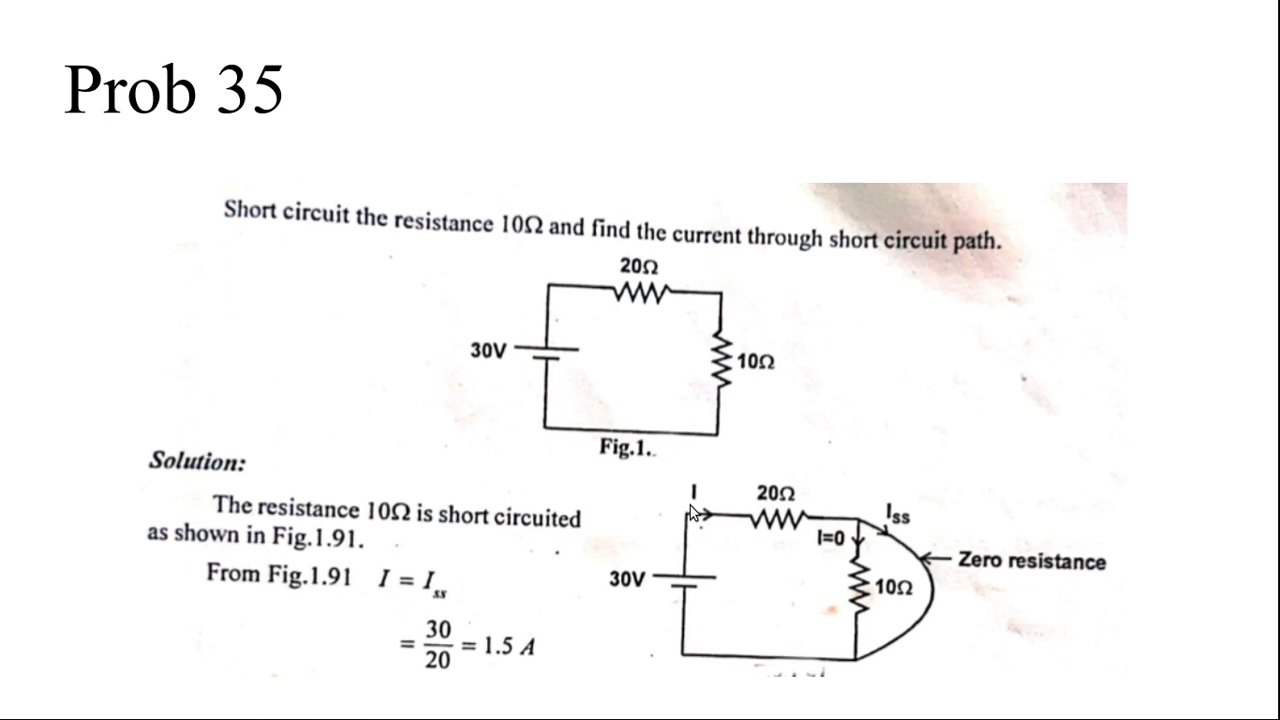 Prob 35
Short circuit the resistance 10Ω and find the current through short circuit path.
20Ω
30V
10Ω
Fig.1..
Solution:
The resistance 10Ω is short circuited
as shown in Fig.1.91.
From Fig.1.91 I = Iss
= 30/20 = 1.5 A
I
20Ω
Iss
I=0
Zero resistance
30V
10Ω